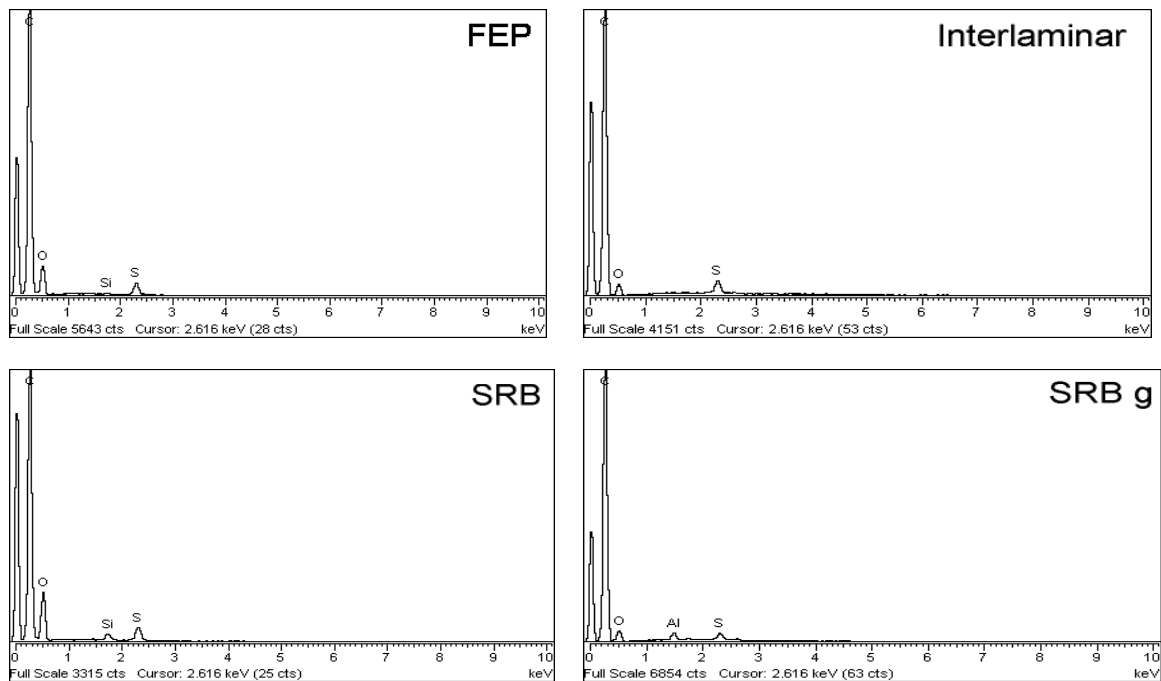 FEP
C
O
Si
S
0 1 2 3 4 5 6 7 8 9 10
Full Scale 5643 cts Cursor: 2.616 keV (28 cts) keV
Interlaminar
C
O
S
0 1 2 3 4 5 6 7 8 9 10
Full Scale 4151 cts Cursor: 2.616 keV (53 cts) keV
SRB
C
O
Si
S
0 1 2 3 4 5 6 7 8 9 10
Full Scale 3315 cts Cursor: 2.616 keV (25 cts) keV
SRB g
C
O
Al
S
0 1 2 3 4 5 6 7 8 9 10
Full Scale 6854 cts Cursor: 2.616 keV (63 cts) keV